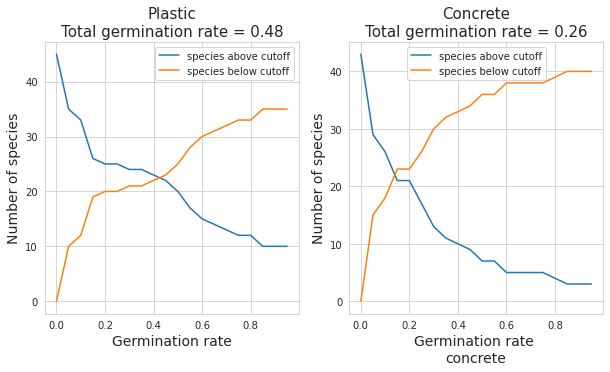 Plastic
Total germination rate = 0.48
species above cutoff
species below cutoff
40
30
20
10
0
0.0 0.2 0.4 0.6 0.8
Number of species
Germination rate
Concrete
Total germination rate = 0.26
species above cutoff
species below cutoff
40
30
20
10
0
0.0 0.2 0.4 0.6 0.8
Number of species
Germination rate
concrete